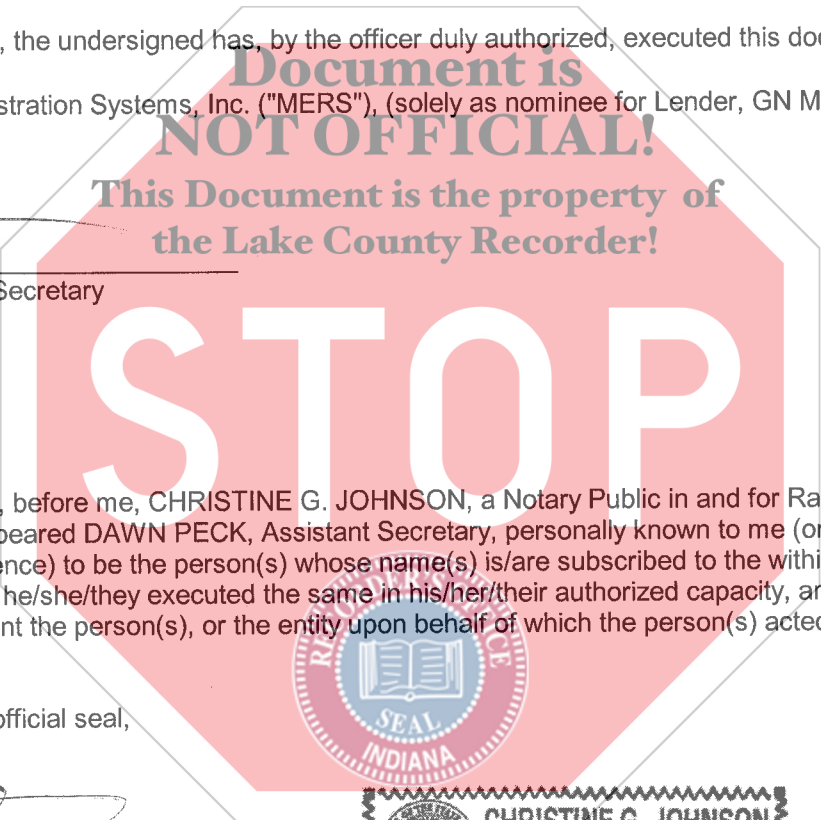 , the undersigned has, by the officer duly authorized, executed this doc
Document is
stration Systems, Inc. ("MERS"), (solely as nominee for Lender, GN M
NOT OFFICIAL!
This Document is the property of
the Lake County Recorder!
Secretary
STOP
, before me, CHRISTINE G. JOHNSON, a Notary Public in and for Ra
peared DAWN PECK, Assistant Secretary, personally known to me (or
ence) to be the person(s) whose name(s) is/are subscribed to the withi
he/she/they executed the same in his/her/their authorized capacity, an
nt the person(s), or the entity upon behalf of which the person(s) acted
RECORDER'S OFFICE
SEAL
INDIANA
official seal,
CHRISTINE G. JOHNSON